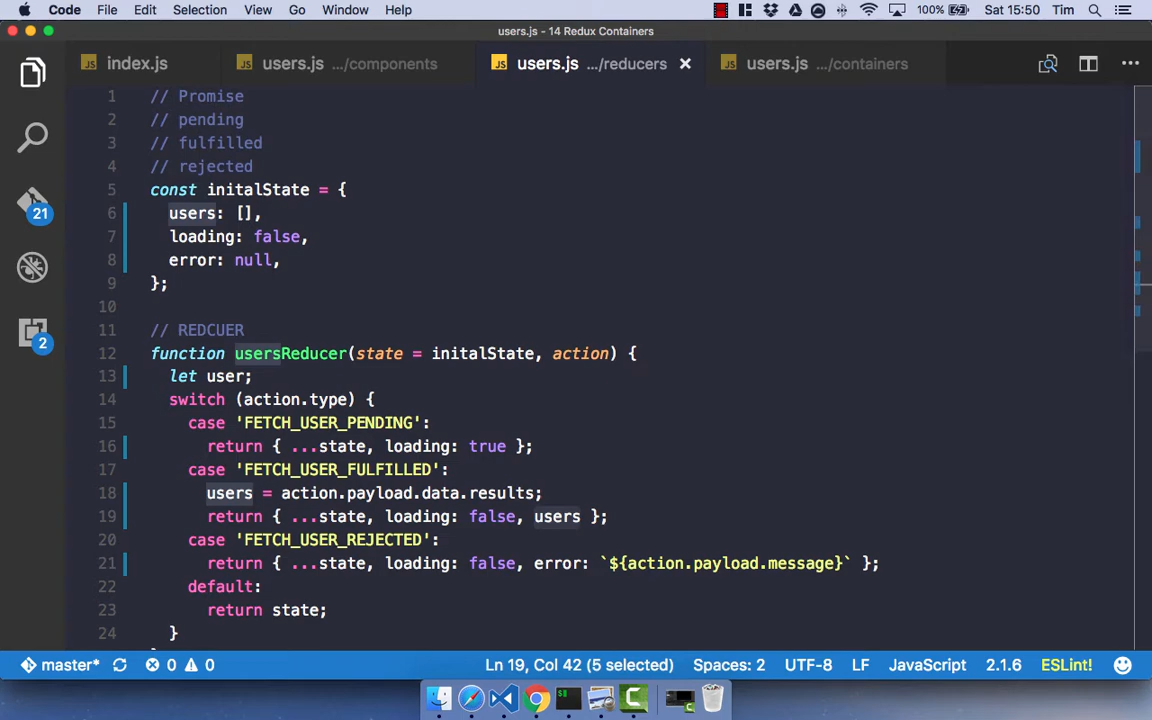 Code File Edit Selection View Go Window Help 100% Sat 15:50 Tim
users.js - 14 Redux Containers
JS index.js JS users.js .../components JS users.js .../reducers × JS users.js .../containers
1 // Promise
2 // pending
3 // fulfilled
4 // rejected
5 const initalState = {
6 users: [],
7 loading: false,
8 error: null,
9 };
10
11 // REDCUER
12 function usersReducer(state = initalState, action) {
13 let user;
14 switch (action.type) {
15 case 'FETCH_USER_PENDING':
16 return { ...state, loading: true };
17 case 'FETCH_USER_FULFILLED':
18 users = action.payload.data.results;
19 return { ...state, loading: false, users };
20 case 'FETCH_USER_REJECTED':
21 return { ...state, loading: false, error: `${action.payload.message}` };
22 default:
23 return state;
24 }
21
2
master* 0 0 Ln 19, Col 42 (5 selected) Spaces: 2 UTF-8 LF JavaScript 2.1.6 ESLint!